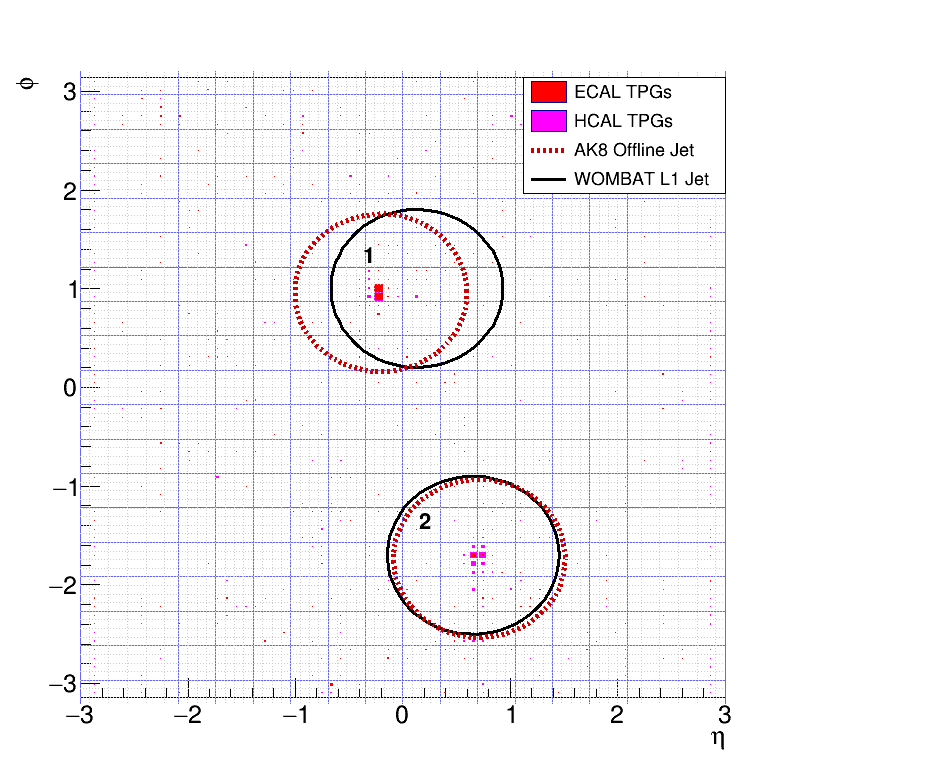 φ
3
2
1
0
−1
−2
−3
ECAL TPGs
HCAL TPGs
AK8 Offline Jet
WOMBAT L1 Jet
1
2
−3 −2 −1 0 1 2 3
η